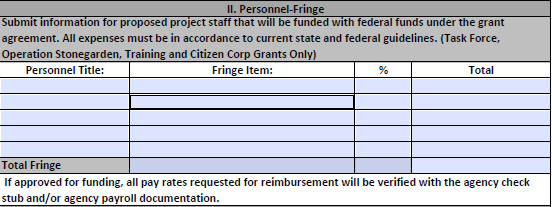 II. Personnel-Fringe
Submit information for proposed project staff that will be funded with federal funds under the grant
agreement. All expenses must be in accordance to current state and federal guidelines. (Task Force,
Operation Stonegarden, Training and Citizen Corp Grants Only)
Personnel Title: Fringe Item: % Total
Total Fringe
If approved for funding, all pay rates requested for reimbursement will be verified with the agency check
stub and/or agency payroll documentation.